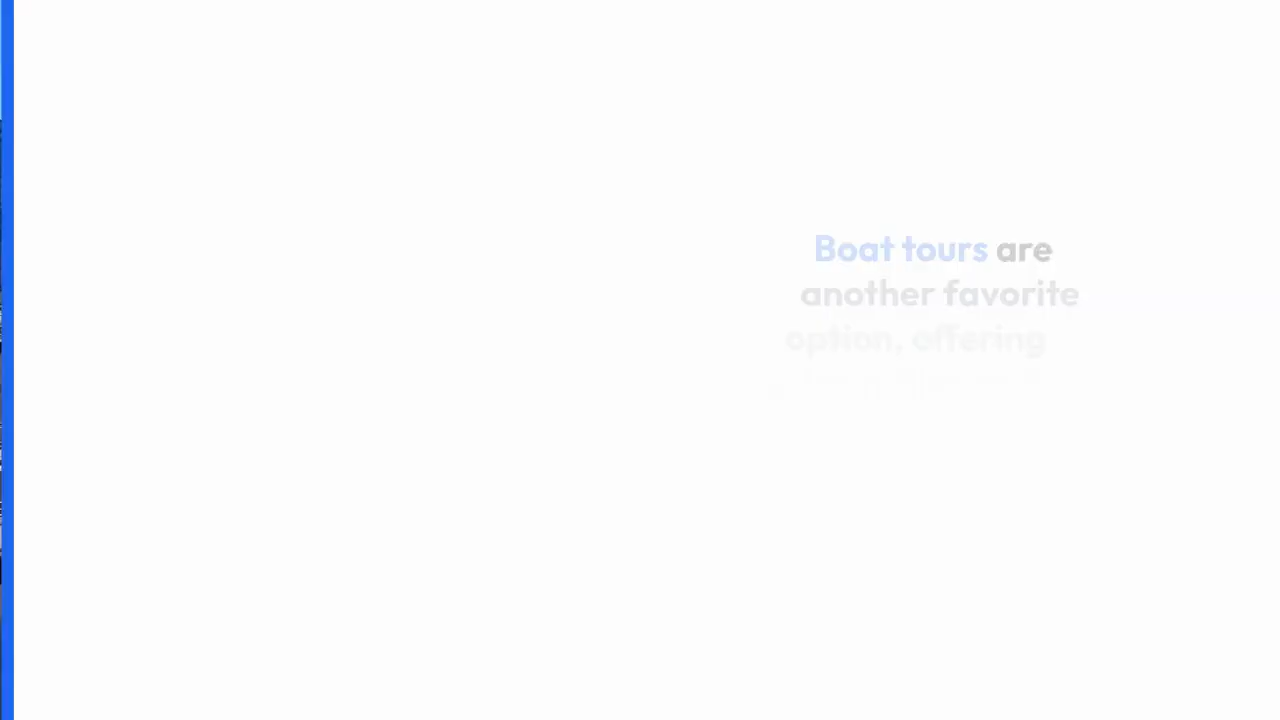 Boat tours are
another favorite
option, offering